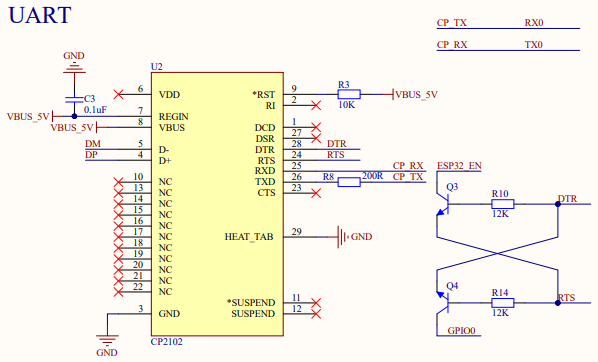 UART
CP_TX RX0
CP_RX TX0
GND
U2
6 VDD
C3
0.1uF
VBUS_5V 7 REGIN
VBUS_5V 8 VBUS
DM 5 D-
DP 4 D+
10 NC
13 NC
14 NC
15 NC
16 NC
17 NC
18 NC
19 NC
20 NC
21 NC
22 NC
3 GND
GND
*RST 9 R3 10K VBUS_5V
RI 2
DCD 1
DSR 27
DTR 28 DTR
RTS 24 RTS
RXD 25 CP_RX
TXD 26 R8 200R CP_TX
CTS 23
HEAT_TAB 29 GND
*SUSPEND 11
SUSPEND 12
CP2102
ESP32_EN
Q3 R10 12K DTR
Q4 R14 12K RTS
GPIO0